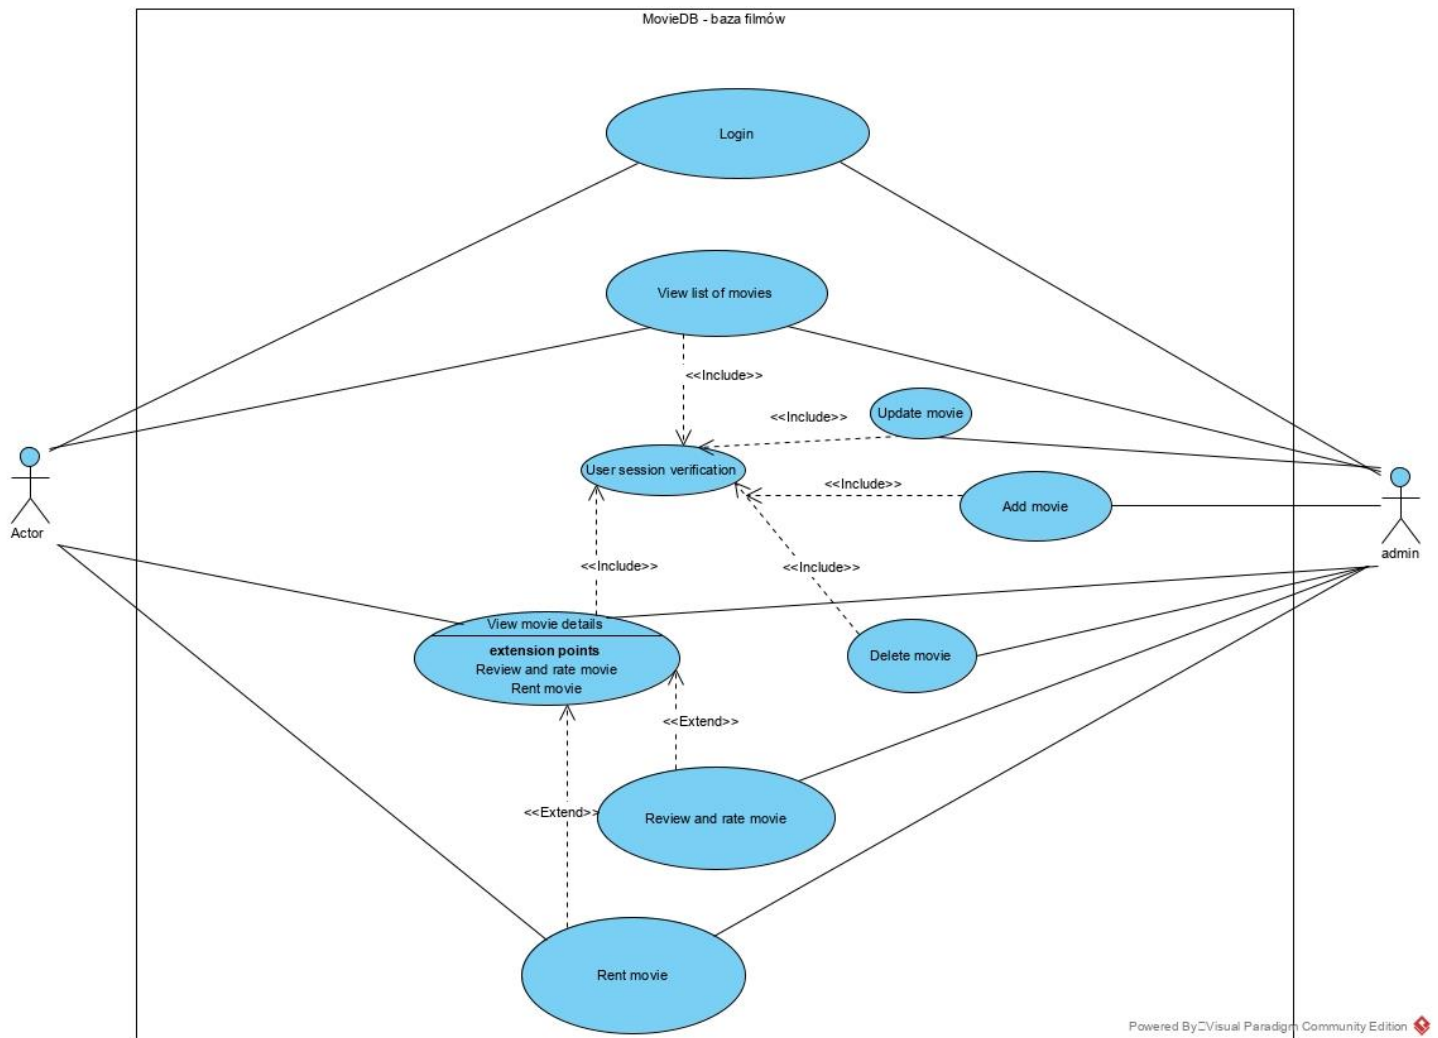 MovieDB - baza filmów
Login
View list of movies
<<Include>>
Update movie
<<Include>>
User session verification
<<Include>>
Add movie
Actor
admin
<<Include>>
<<Include>>
View movie details
extension points
Review and rate movie
Rent movie
Delete movie
<<Extend>>
<<Extend>>
Review and rate movie
Rent movie
Powered By Visual Paradigm Community Edition